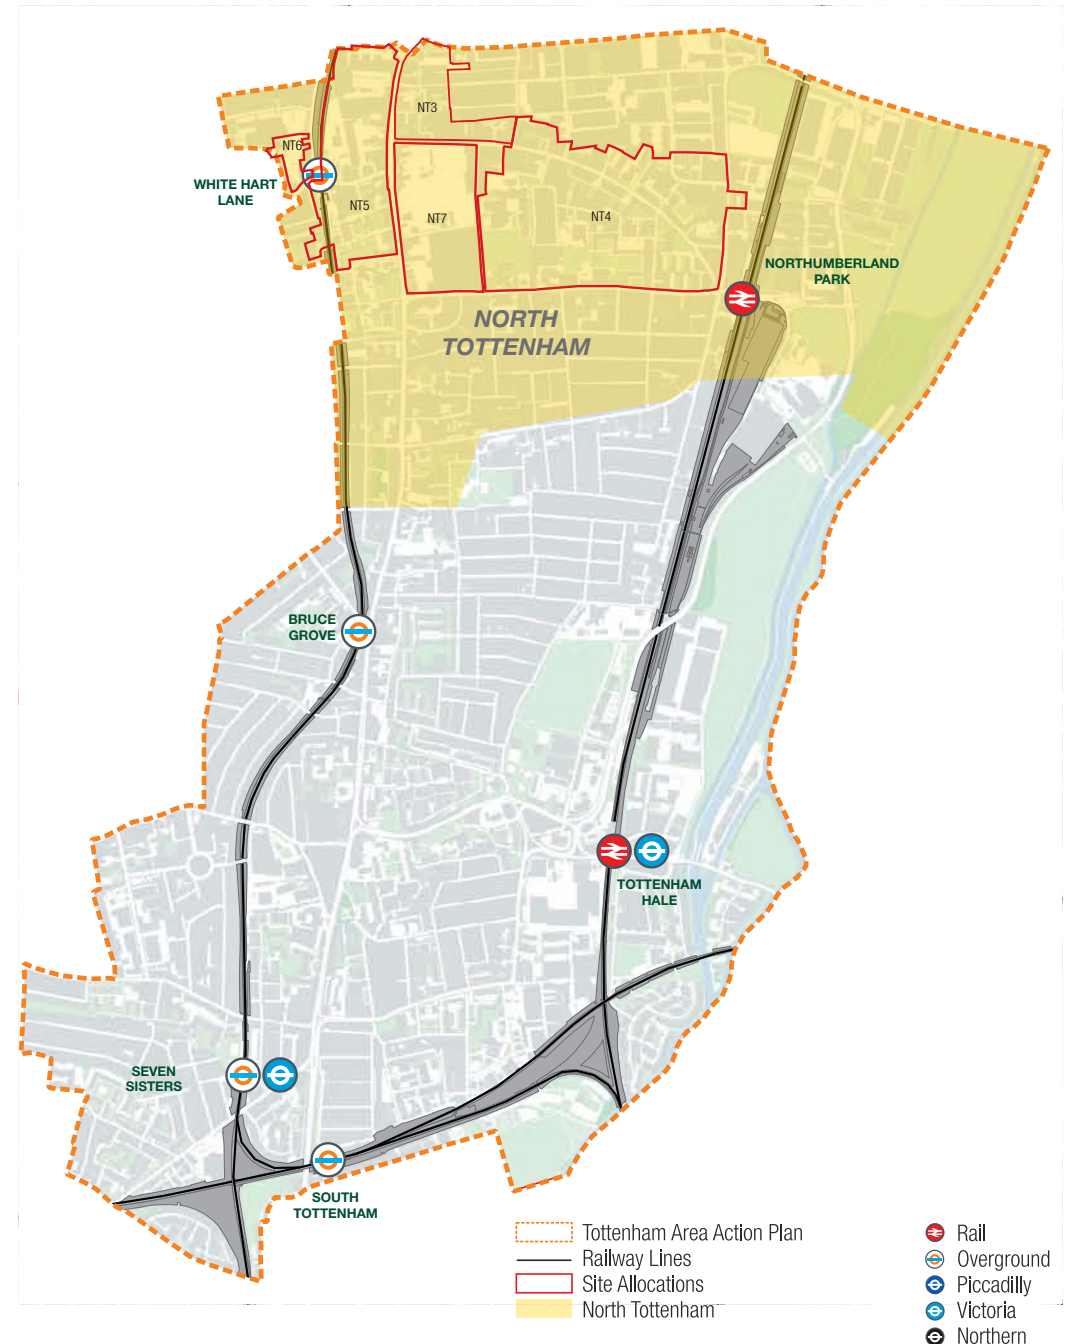 NT3
NT6
WHITE HART
LANE
NT5
NT7
NT4
NORTHUMBERLAND
PARK
NORTH
TOTTENHAM
BRUCE
GROVE
TOTTENHAM
HALE
SEVEN
SISTERS
SOUTH
TOTTENHAM
Tottenham Area Action Plan
Railway Lines
Site Allocations
North Tottenham
Rail
Overground
Piccadilly
Victoria
Northern